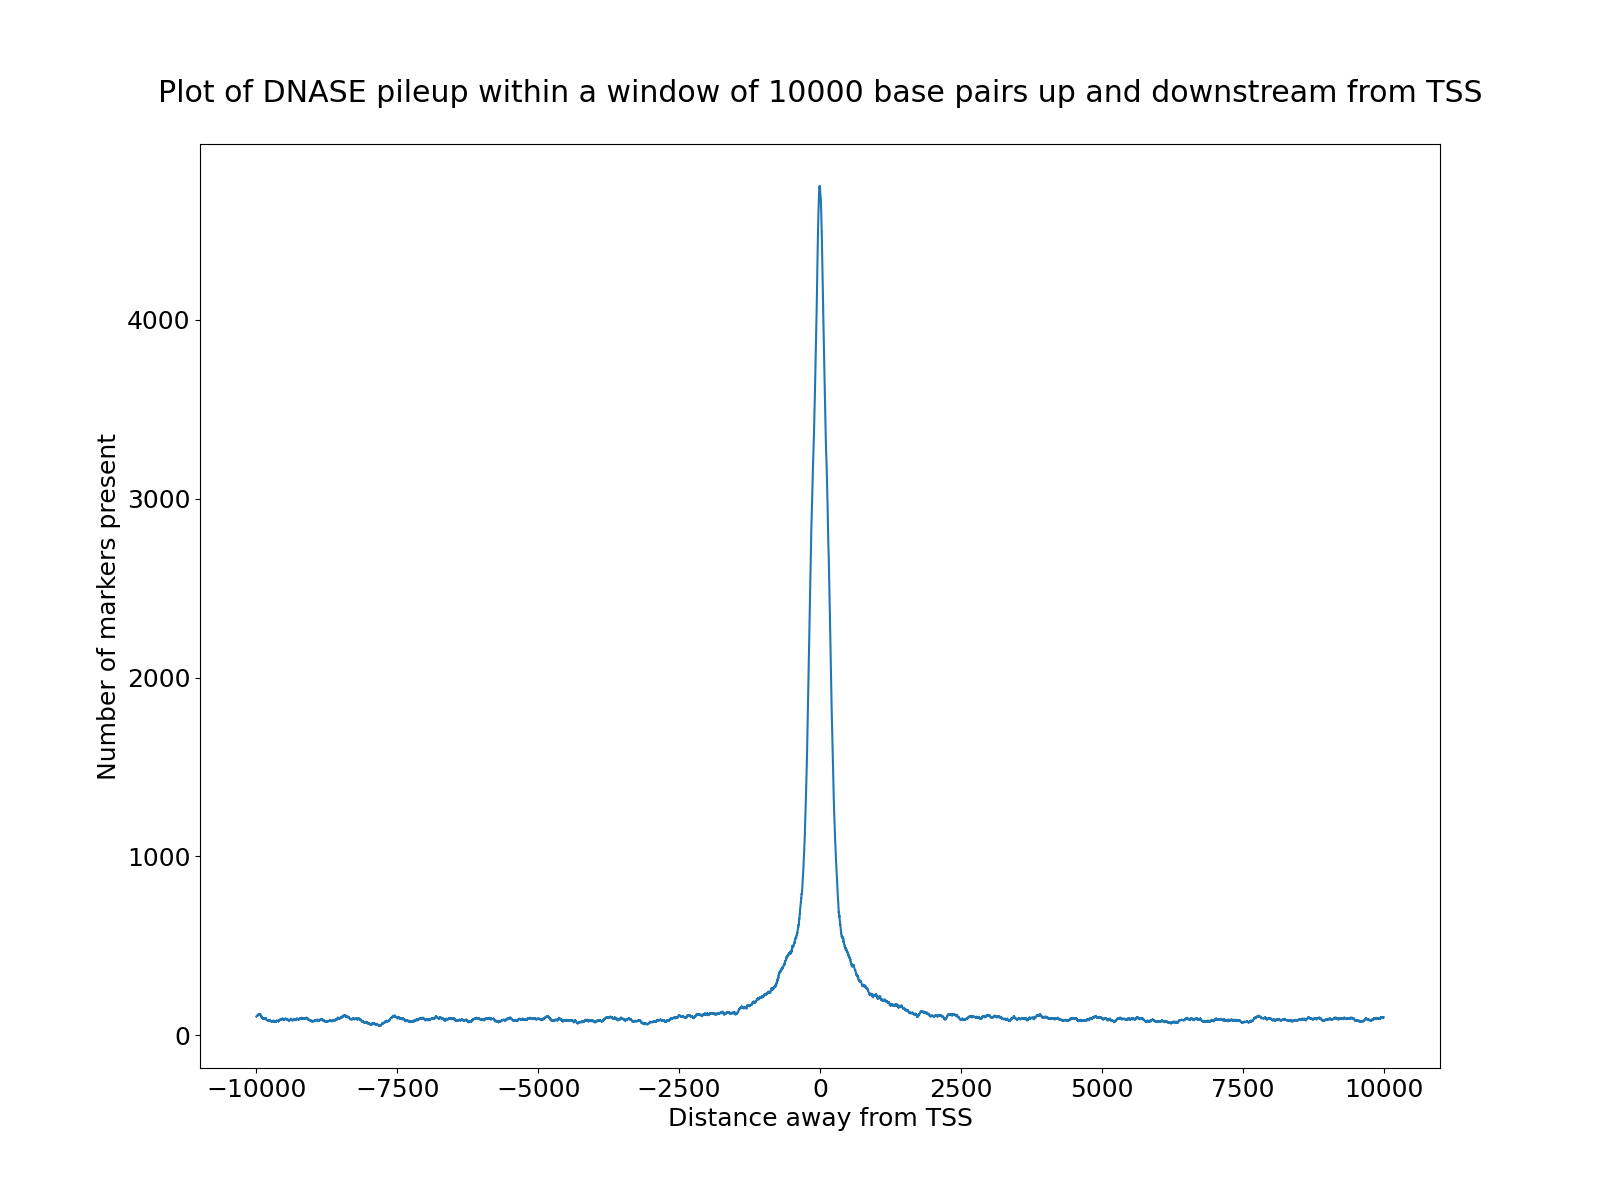 Plot of DNASE pileup within a window of 10000 base pairs up and downstream from TSS
4000
3000
2000
1000
0
Number of markers present
−10000 −7500 −5000 −2500 0 2500 5000 7500 10000
Distance away from TSS